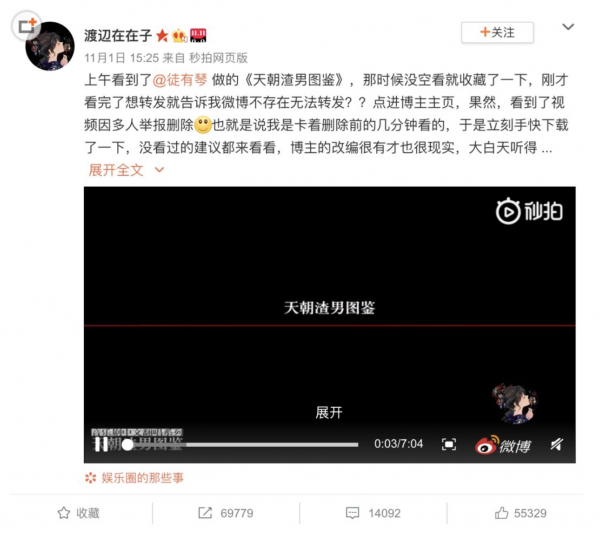 渡辺在在子
11.11
+关注
11月1日 15:25 来自 秒拍网页版
上午看到了@徒有琴 做的《天朝渣男图鉴》，那时候没空看就收藏了一下，刚才
看完了想转发就告诉我微博不存在无法转发？？点进博主主页，果然，看到了视
频因多人举报删除也就是说我是卡着删除前的几分钟看的，于是立刻手快下载
了一下，没看过的建议都来看看，博主的改编很有才也很现实，大白天听得 ...
展开全文
秒拍
天朝渣男图鉴
展开
天朝渣男图鉴
0:03/7:04
微博
娱乐圈的那些事
收藏
69779
14092
55329